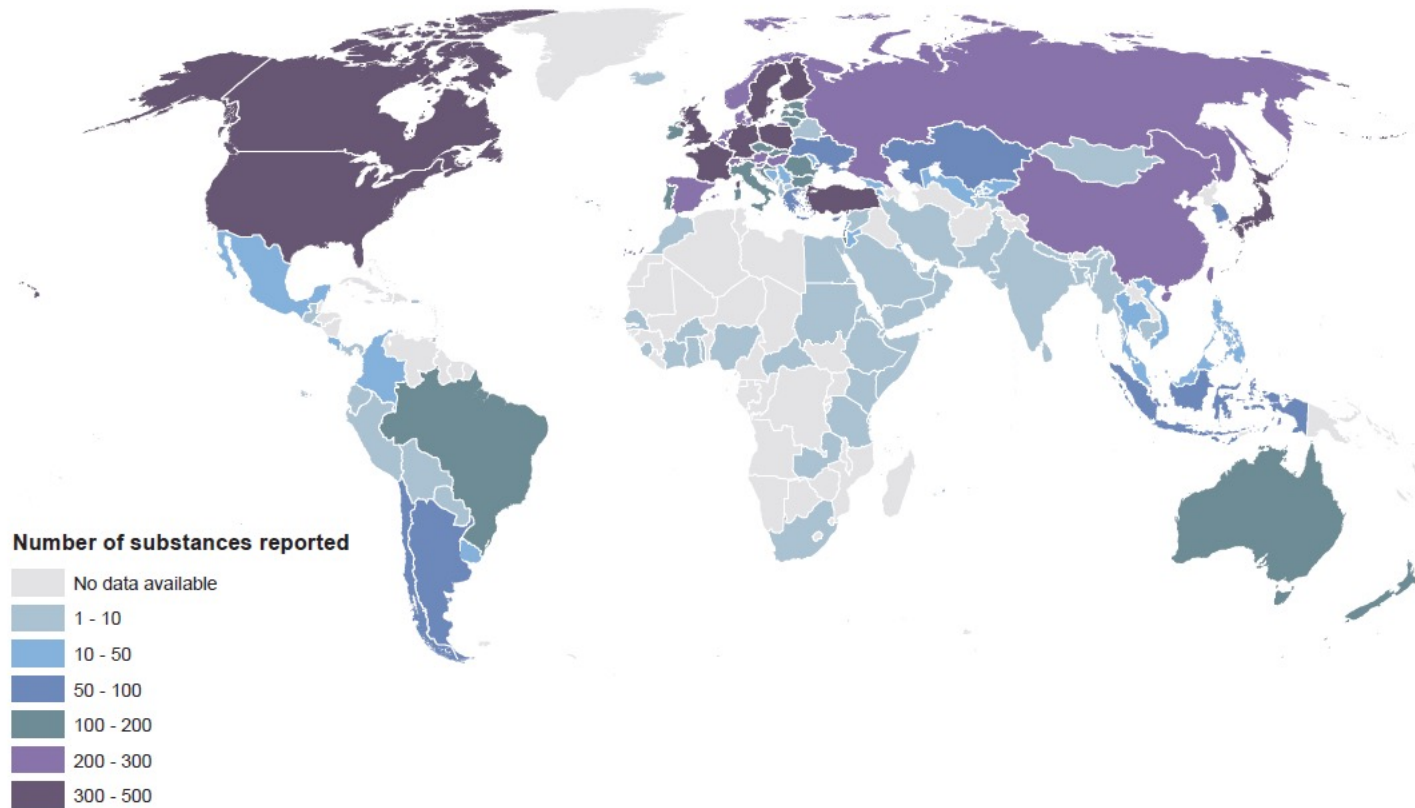 Number of substances reported
No data available
1 - 10
10 - 50
50 - 100
100 - 200
200 - 300
300 - 500